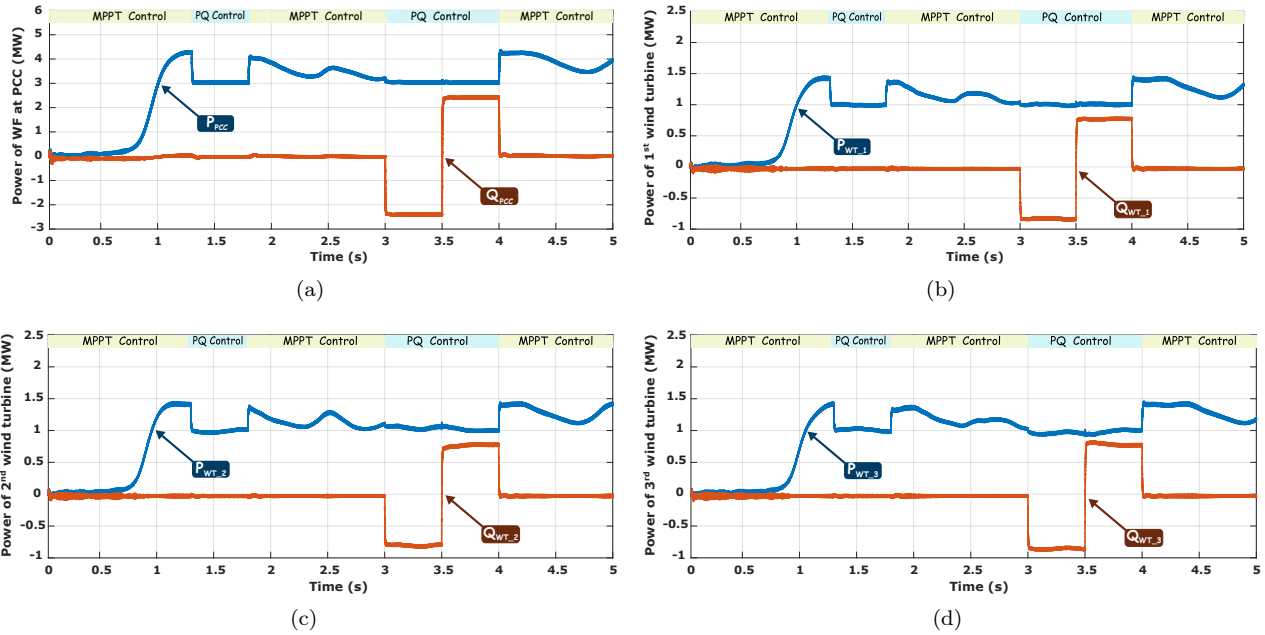 MPPT Control PQ Control MPPT Control PQ Control MPPT Control
Power of WF at PCC (MW)
6
5
4
3
2
1
0
-1
-2
-3
P_PCC
Q_PCC
0 0.5 1 1.5 2 2.5 3 3.5 4 4.5 5
Time (s)
(a)
MPPT Control PQ Control MPPT Control PQ Control MPPT Control
Power of 1st wind turbine (MW)
2.5
2
1.5
1
0.5
0
-0.5
-1
P_WT_1
Q_WT_1
0 0.5 1 1.5 2 2.5 3 3.5 4 4.5 5
Time (s)
(b)
MPPT Control PQ Control MPPT Control PQ Control MPPT Control
Power of 2nd wind turbine (MW)
2.5
2
1.5
1
0.5
0
-0.5
-1
P_WT_2
Q_WT_2
0 0.5 1 1.5 2 2.5 3 3.5 4 4.5 5
Time (s)
(c)
MPPT Control PQ Control MPPT Control PQ Control MPPT Control
Power of 3rd wind turbine (MW)
2.5
2
1.5
1
0.5
0
-0.5
-1
P_WT_3
Q_WT_3
0 0.5 1 1.5 2 2.5 3 3.5 4 4.5 5
Time (s)
(d)